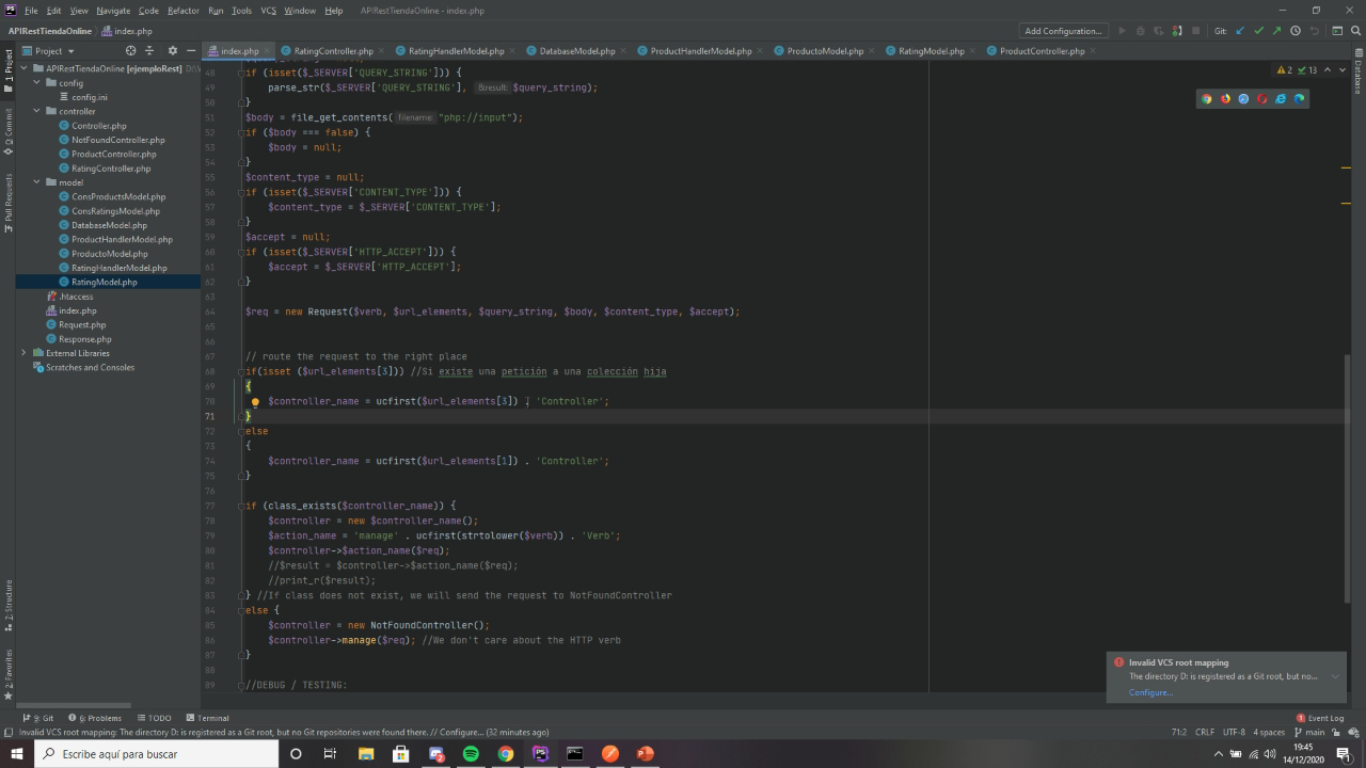 File Edit View Navigate Code Refactor Run Tools VCS Window Help APIRestTiendaOnline - index.php
APIRestTiendaOnline index.php Add Configuration... Git:
Project index.php RatingController.php RatingHandlerModel.php DatabaseModel.php ProductHandlerModel.php ProductoModel.php RatingModel.php ProductController.php
1: Project
Commit
Pull Requests
2: Structure
2: Favorites
Database
APIRestTiendaOnline [ejemploRest] D:\
config
config.ini
controller
Controller.php
NotFoundController.php
ProductController.php
RatingController.php
model
ConsProductsModel.php
ConsRatingsModel.php
DatabaseModel.php
ProductHandlerModel.php
ProductoModel.php
RatingHandlerModel.php
RatingModel.php
.htaccess
index.php
Request.php
Response.php
External Libraries
Scratches and Consoles
2 13
48 if (isset($_SERVER['QUERY_STRING'])) {
49 parse_str($_SERVER['QUERY_STRING'], &result: $query_string);
50 }
51 $body = file_get_contents( filename: "php://input");
52 if ($body === false) {
53 $body = null;
54 }
55 $content_type = null;
56 if (isset($_SERVER['CONTENT_TYPE'])) {
57 $content_type = $_SERVER['CONTENT_TYPE'];
58 }
59 $accept = null;
60 if (isset($_SERVER['HTTP_ACCEPT'])) {
61 $accept = $_SERVER['HTTP_ACCEPT'];
62 }
63
64 $req = new Request($verb, $url_elements, $query_string, $body, $content_type, $accept);
65
66
67 // route the request to the right place
68 if(isset ($url_elements[3])) //Si existe una petición a una colección hija
69 {
70 $controller_name = ucfirst($url_elements[3]) . 'Controller';
71 }
72 else
73 {
74 $controller_name = ucfirst($url_elements[1]) . 'Controller';
75 }
76
77 if (class_exists($controller_name)) {
78 $controller = new $controller_name();
79 $action_name = 'manage' . ucfirst(strtolower($verb)) . 'Verb';
80 $controller->$action_name($req);
81 //$result = $controller->$action_name($req);
82 //print_r($result);
83 } //If class does not exist, we will send the request to NotFoundController
84 else {
85 $controller = new NotFoundController();
86 $controller->manage($req); //We don't care about the HTTP verb
87 }
88
89 //DEBUG / TESTING:
Invalid VCS root mapping
The directory D: is registered as a Git root, but no...
Configure...
9: Git 6: Problems TODO Terminal 1 Event Log
Invalid VCS root mapping: The directory D: is registered as a Git root, but no Git repositories were found there. // Configure... (32 minutes ago) 71:2 CRLF UTF-8 4 spaces main
Escribe aquí para buscar
19:45
14/12/2020